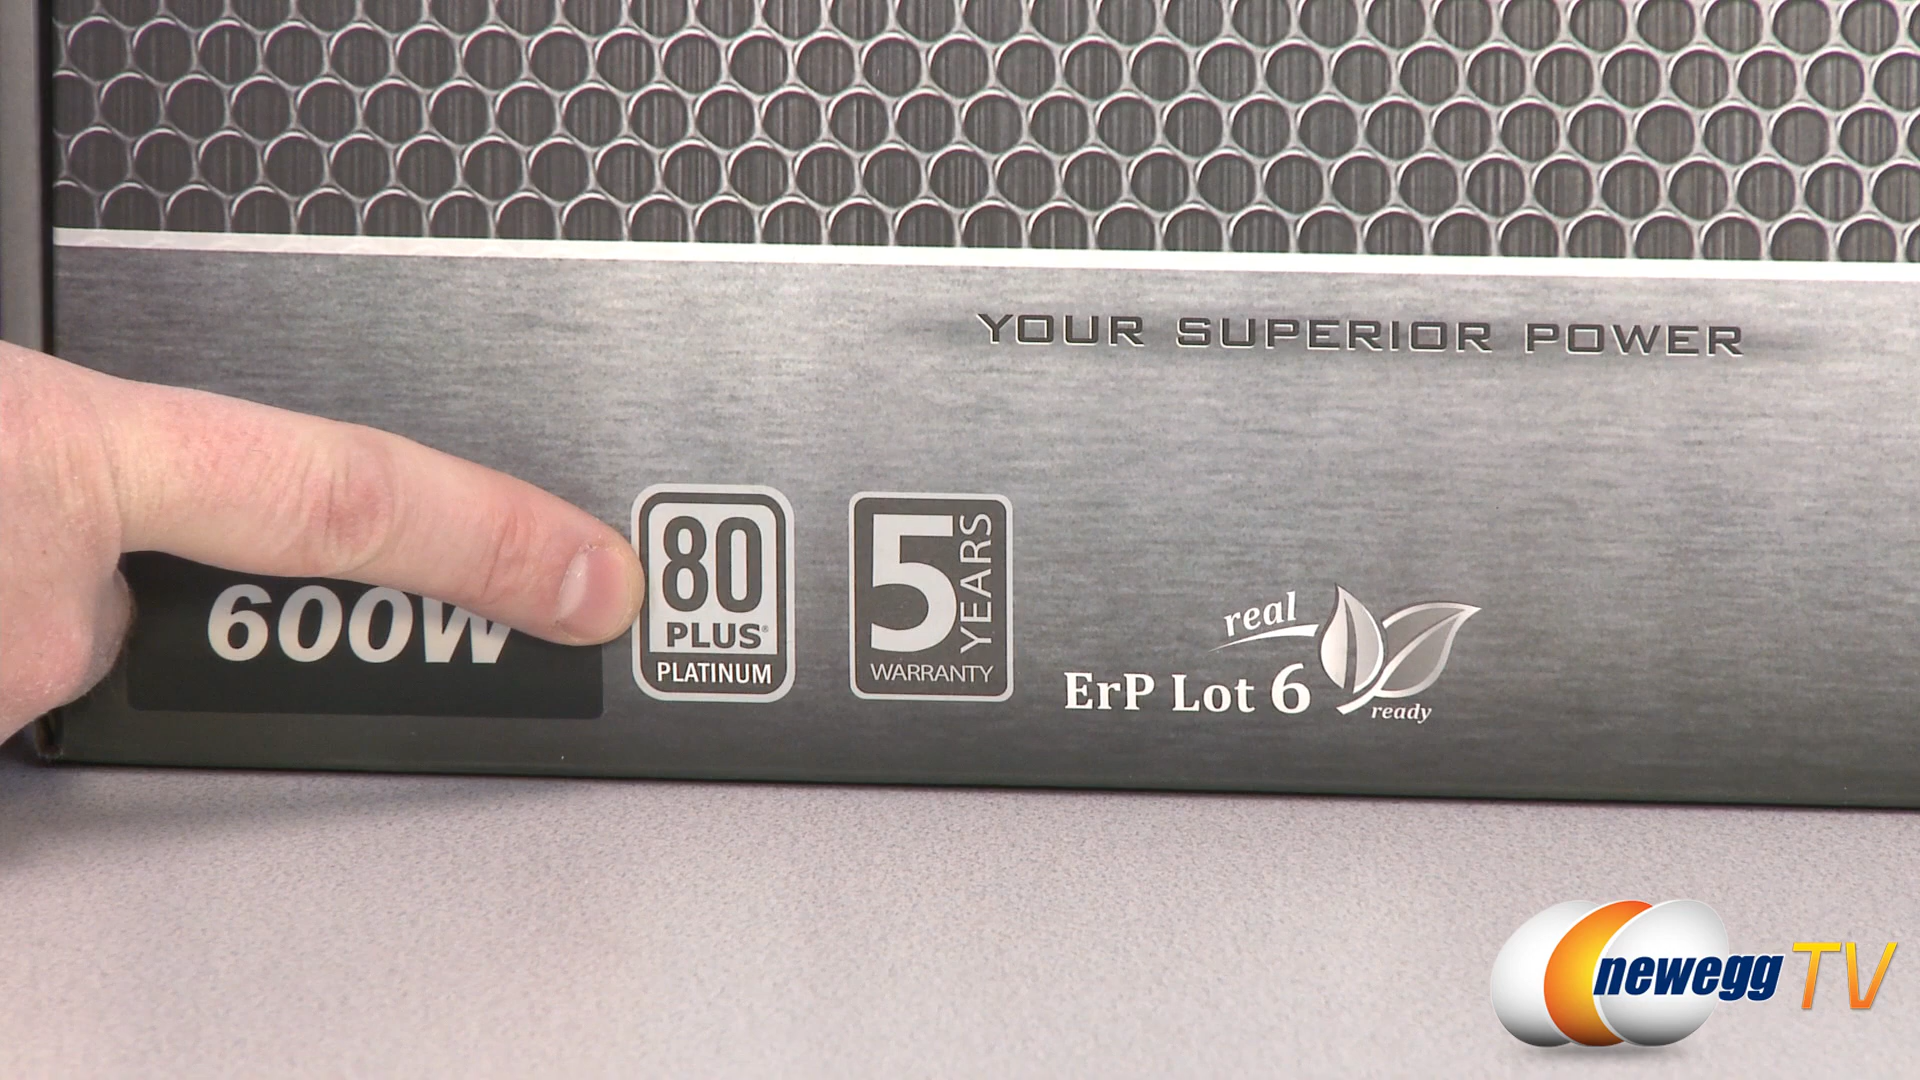 YOUR SUPERIOR POWER
600W
80
PLUS®
PLATINUM
5 YEARS
WARRANTY
real
ErP Lot 6
ready
newegg TV